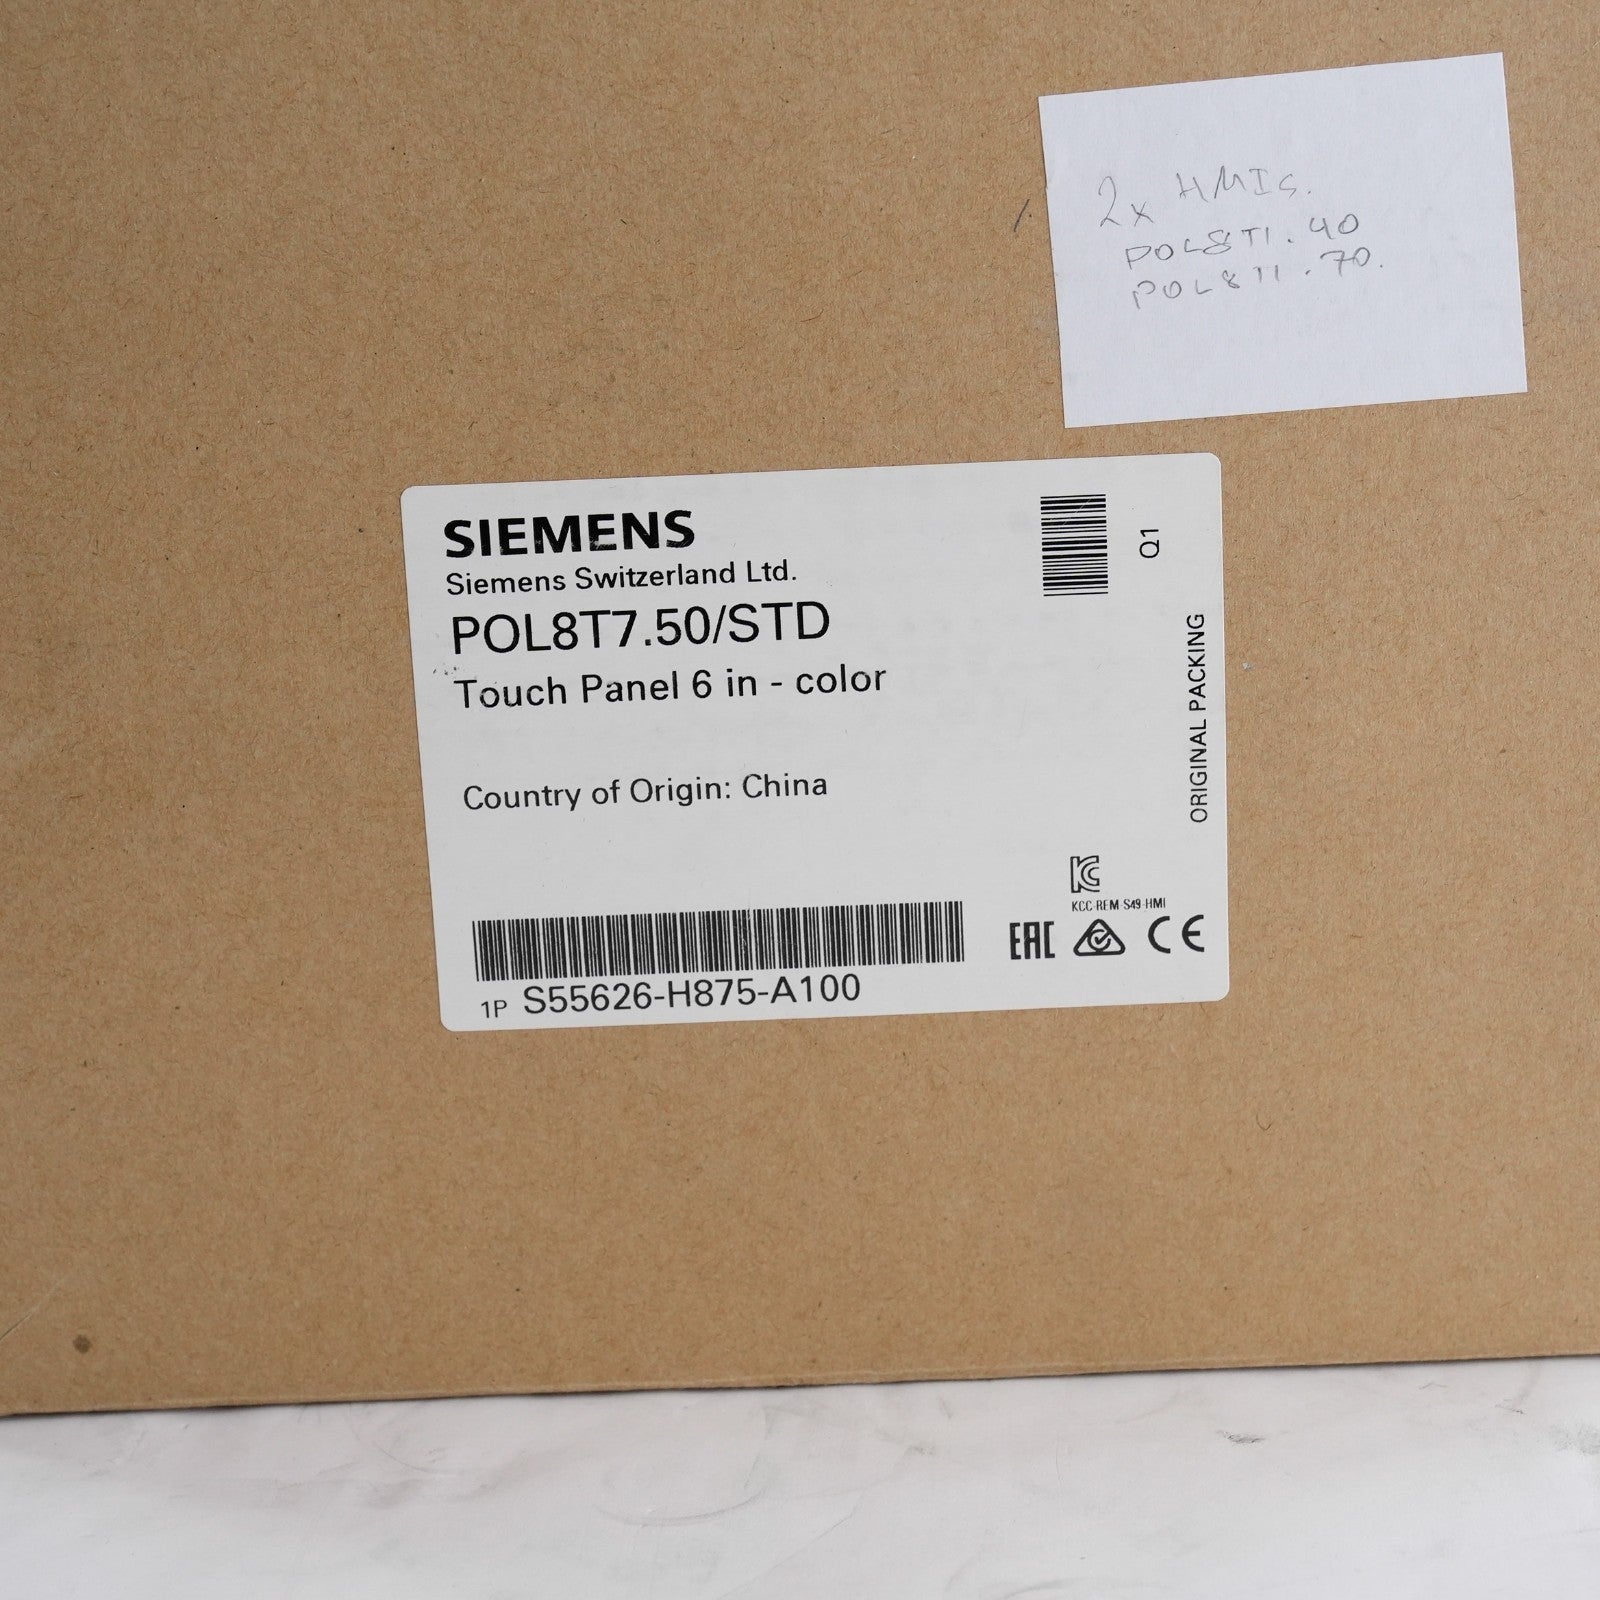 2x HMIs.
POL8T1.40
POL8T1.70.
SIEMENS
Siemens Switzerland Ltd.
POL8T7.50/STD
Touch Panel 6 in - color
Country of Origin: China
Q1
ORIGINAL PACKING
KC
KCC-REM-S49-HMI
EAC CE
1P S55626-H875-A100